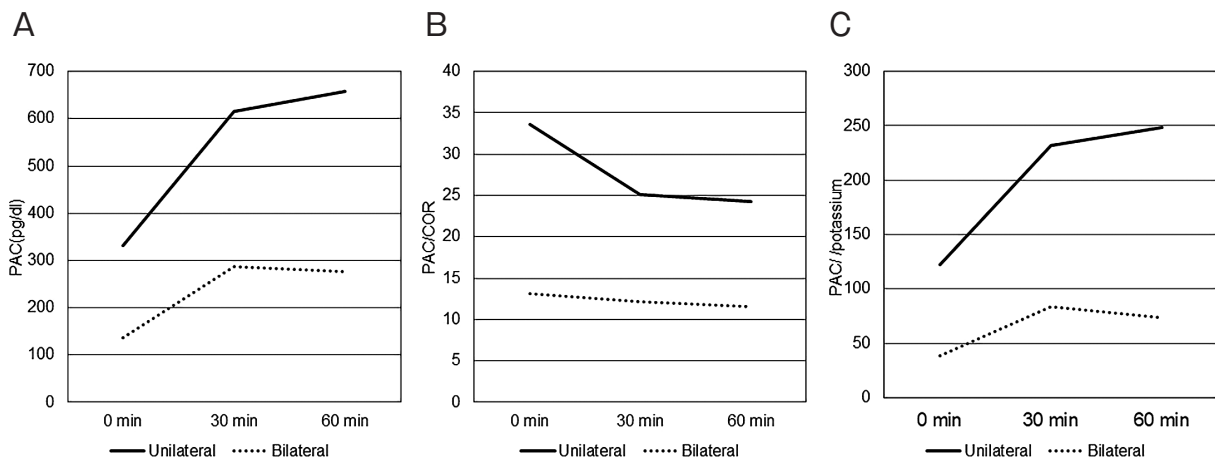 A
PAC(pg/dl)
700
600
500
400
300
200
100
0
0 min 30 min 60 min
Unilateral Bilateral
B
PAC/COR
40
35
30
25
20
15
10
5
0
0 min 30 min 60 min
Unilateral Bilateral
C
PAC/ /potassium
300
250
200
150
100
50
0
0 min 30 min 60 min
Unilateral Bilateral